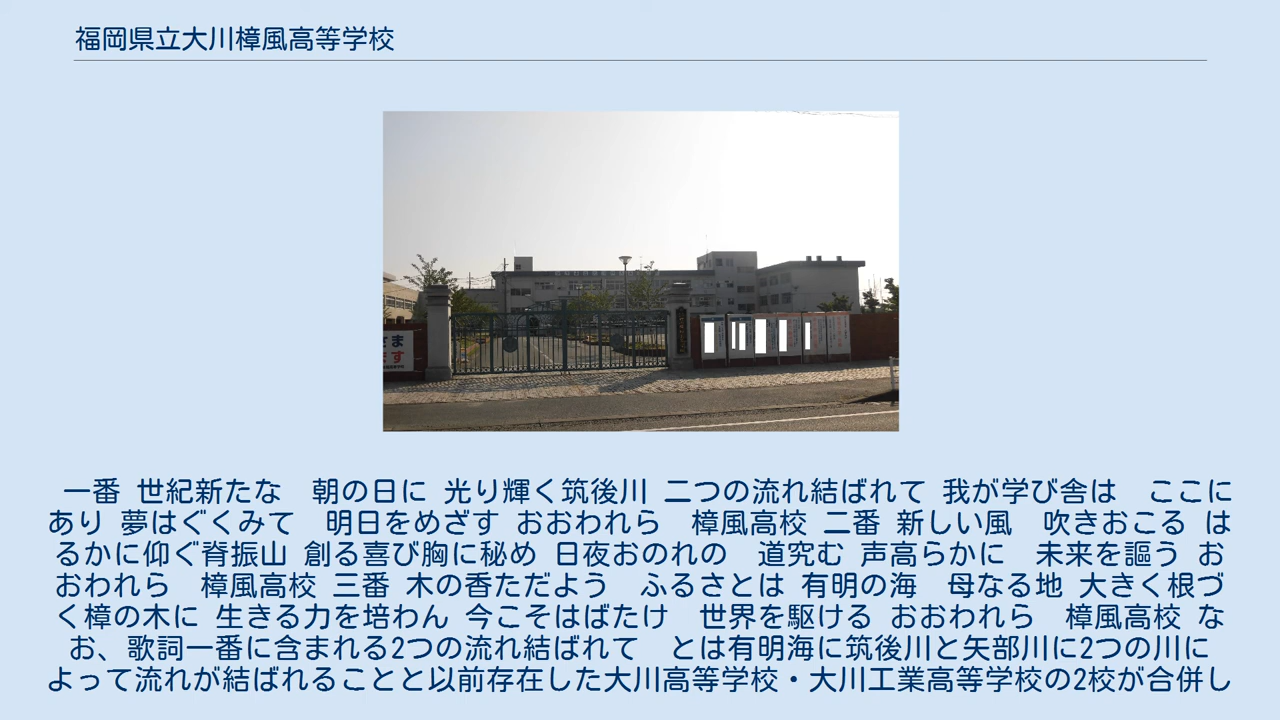 福岡県立大川樟風高等学校
さま
ます
一番 世紀新たな　朝の日に 光り輝く筑後川 二つの流れ結ばれて 我が学び舎は　ここに
あり 夢はぐくみて　明日をめざす おおわれら　樟風高校 二番 新しい風　吹きおこる は
るかに仰ぐ脊振山 創る喜び胸に秘め 日夜おのれの　道究む 声高らかに　未来を謳う お
おわれら　樟風高校 三番 木の香ただよう　ふるさとは 有明の海　母なる地 大きく根づ
く樟の木に 生きる力を培わん 今こそはばたけ　世界を駆ける おおわれら　樟風高校 な
お、歌詞一番に含まれる2つの流れ結ばれて　とは有明海に筑後川と矢部川に2つの川に
よって流れが結ばれることと以前存在した大川高等学校・大川工業高等学校の2校が合併し